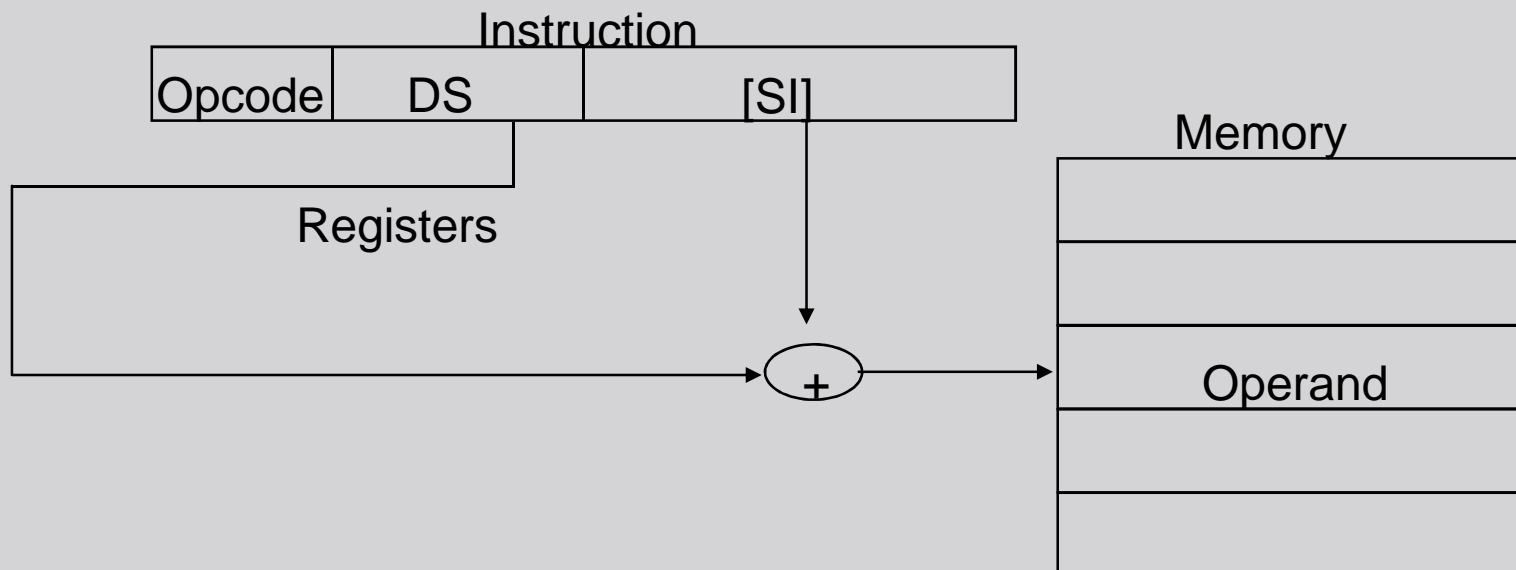 Instruction
Opcode DS [SI]
Memory
Registers
+
Operand